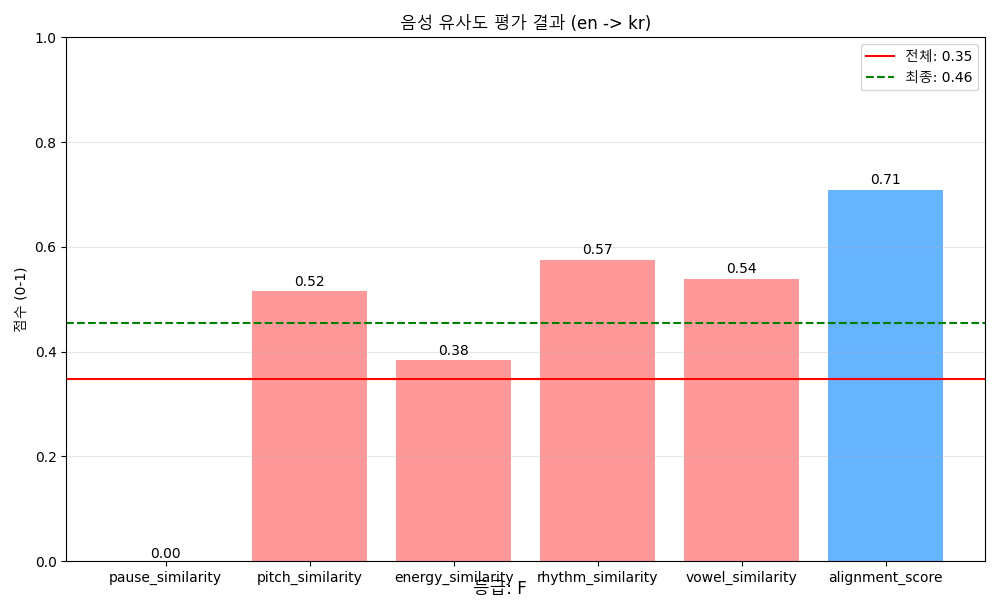 음성 유사도 평가 결과 (en -> kr)
전체: 0.35
최종: 0.46
점수 (0-1)
1.0
0.8
0.6
0.4
0.2
0.0
0.00
0.52
0.38
0.57
0.54
0.71
pause_similarity
pitch_similarity
energy_similarity
rhythm_similarity
vowel_similarity
alignment_score
등급: F